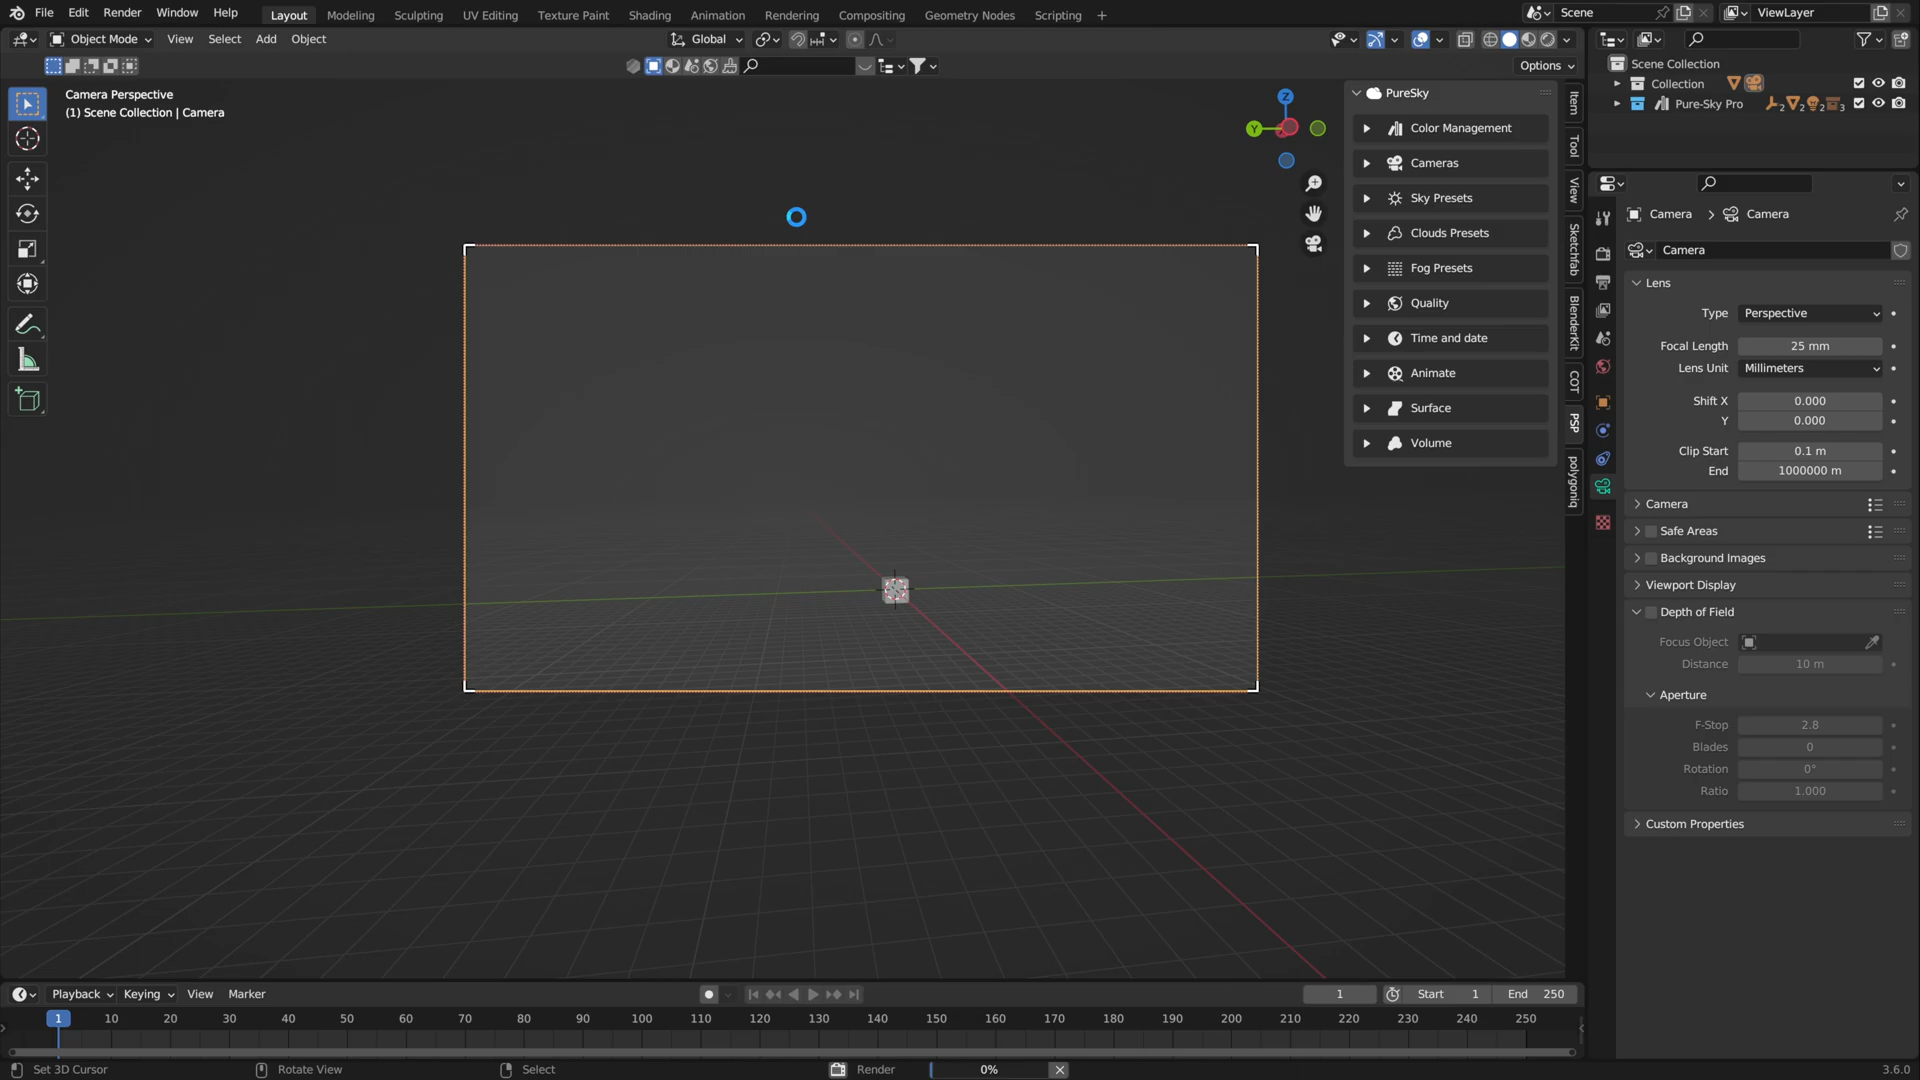 File Edit Render Window Help Layout Modeling Sculpting UV Editing Texture Paint Shading Animation Rendering Compositing Geometry Nodes Scripting + Scene ViewLayer
Object Mode View Select Add Object Global
Options
Camera Perspective
(1) Scene Collection | Camera
Z
Y
PureSky
Color Management
Cameras
Sky Presets
Clouds Presets
Fog Presets
Quality
Time and date
Animate
Surface
Volume
Item
Tool
View
Sketchfab
BlenderKit
COT
PSP
polygoniq
Scene Collection
Collection
Pure-Sky Pro 2 2 2 3
Camera > Camera
Camera
Lens
Type Perspective
Focal Length 25 mm
Lens Unit Millimeters
Shift X 0.000
Y 0.000
Clip Start 0.1 m
End 1000000 m
Camera
Safe Areas
Background Images
Viewport Display
Depth of Field
Focus Object
Distance 10 m
Aperture
F-Stop 2.8
Blades 0
Rotation 0°
Ratio 1.000
Custom Properties
Playback Keying View Marker 1 Start 1 End 250
1 10 20 30 40 50 60 70 80 90 100 110 120 130 140 150 160 170 180 190 200 210 220 230 240 250
Set 3D Cursor Rotate View Select Render 0% 3.6.0